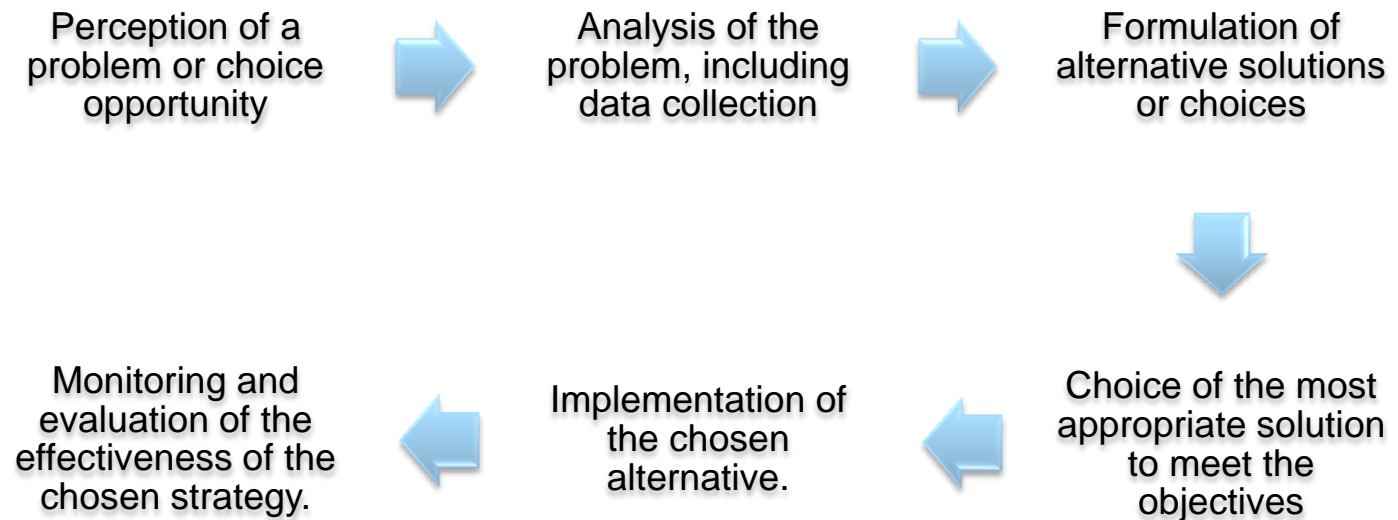 Perception of a
problem or choice
opportunity
Analysis of the
problem, including
data collection
Formulation of
alternative solutions
or choices
Choice of the most
appropriate solution
to meet the
objectives
Implementation of
the chosen
alternative.
Monitoring and
evaluation of the
effectiveness of the
chosen strategy.